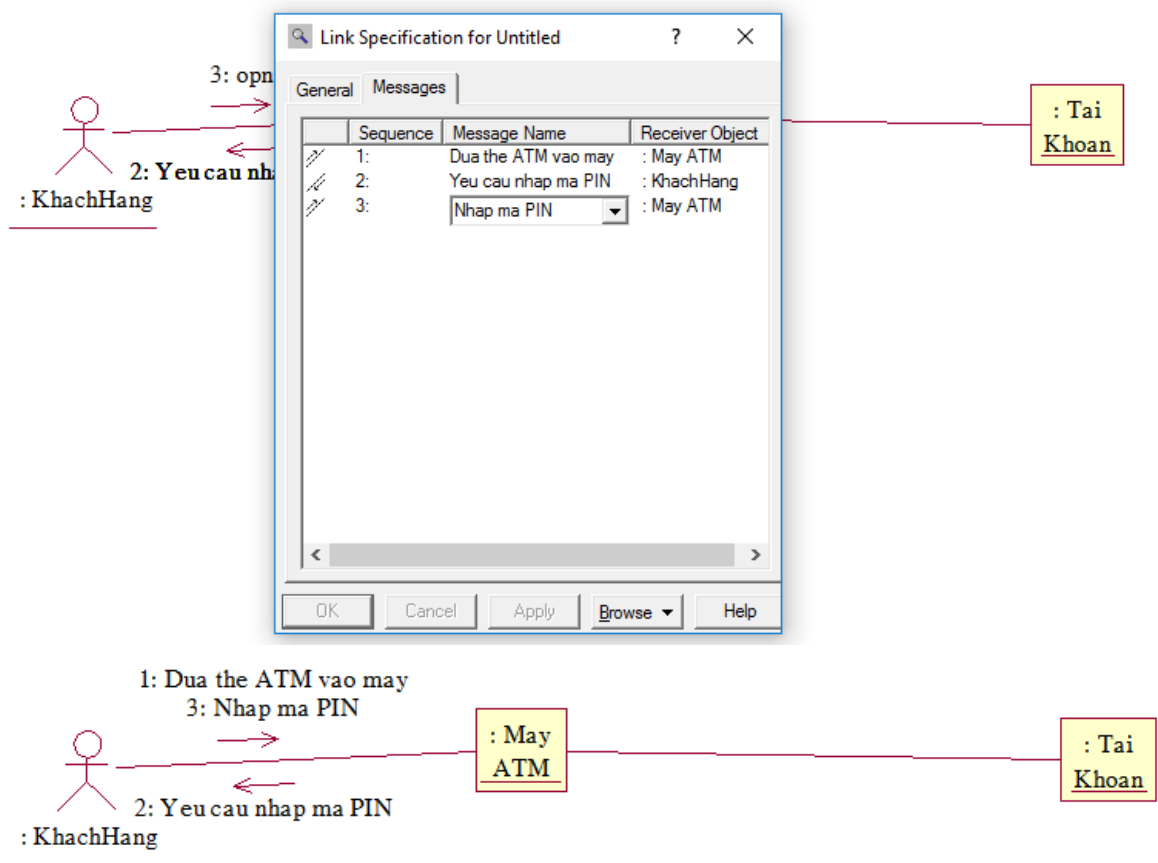 Link Specification for Untitled ? ×
General Messages
3: opn
Sequence Message Name Receiver Object
1: Dua the ATM vao may : May ATM
2: Yeu cau nhap ma PIN : KhachHang
3: Nhap ma PIN : May ATM
2: Yeu cau nha
: KhachHang
: Tai
Khoan
OK Cancel Apply Browse Help
1: Dua the ATM vao may
3: Nhap ma PIN
: May
ATM
: Tai
Khoan
2: Yeu cau nhap ma PIN
: KhachHang